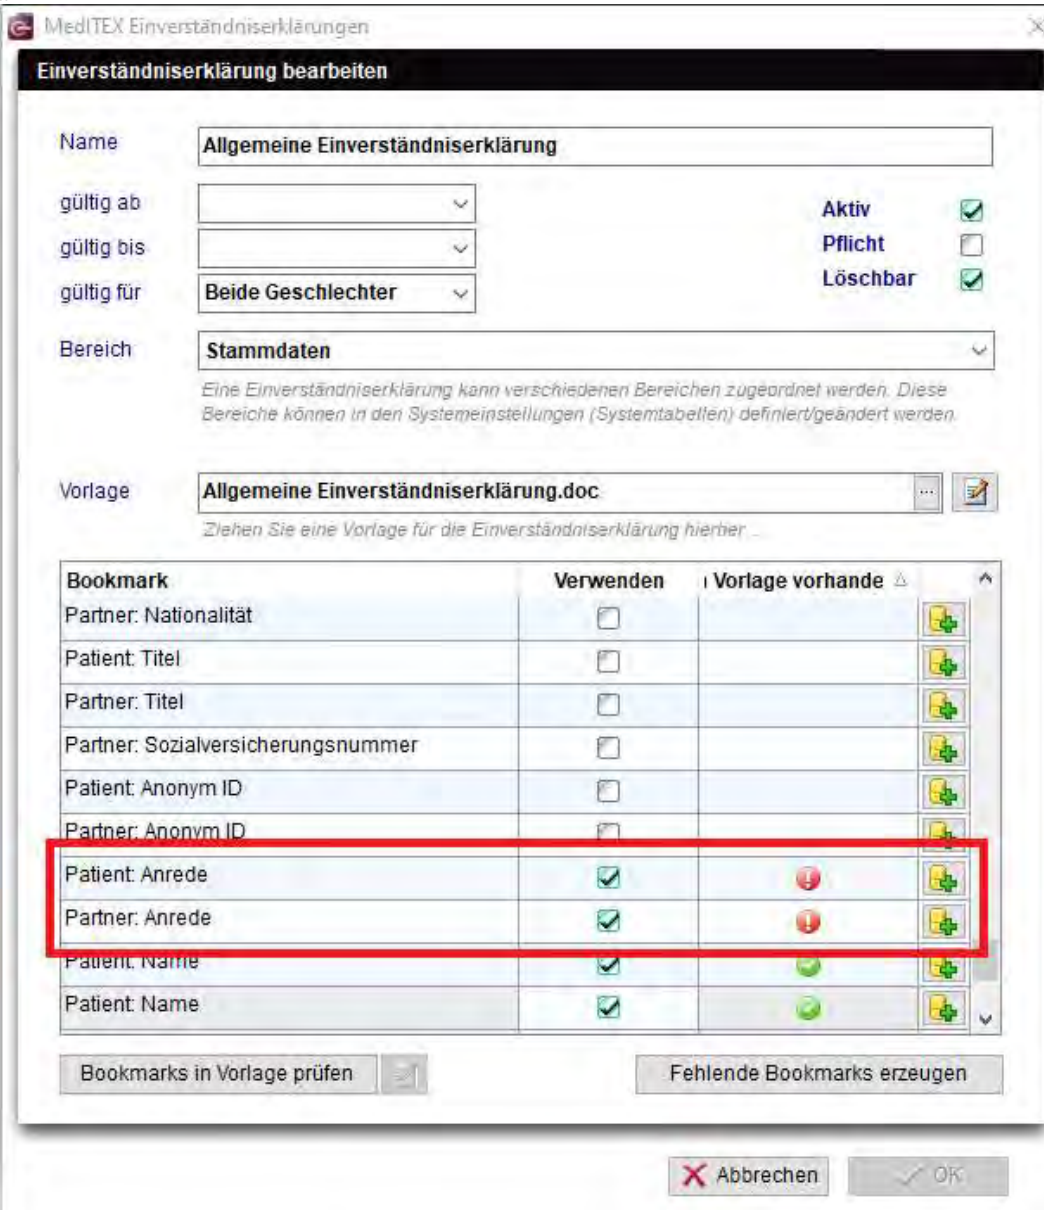 MedITEX Einverständniserklärungen
Einverständniserklärung bearbeiten
Name Allgemeine Einverständniserklärung
gültig ab
Aktiv
gültig bis
Pflicht
gültig für Beide Geschlechter
Löschbar
Bereich Stammdaten
Eine Einverständniserklärung kann verschiedenen Bereichen zugeordnet werden. Diese
Bereiche können in den Systemeinstellungen (Systemtabellen) definiert/geändert werden.
Vorlage Allgemeine Einverständniserklärung.doc ...
Ziehen Sie eine Vorlage für die Einverständniserklärung hierher ...
Bookmark Verwenden ı Vorlage vorhande
Partner: Nationalität
Patient: Titel
Partner: Titel
Partner: Sozialversicherungsnummer
Patient: Anonym ID
Partner: Anonym ID
Patient: Anrede
Partner: Anrede
Patient: Name
Patient: Name
Bookmarks in Vorlage prüfen Fehlende Bookmarks erzeugen
Abbrechen OK